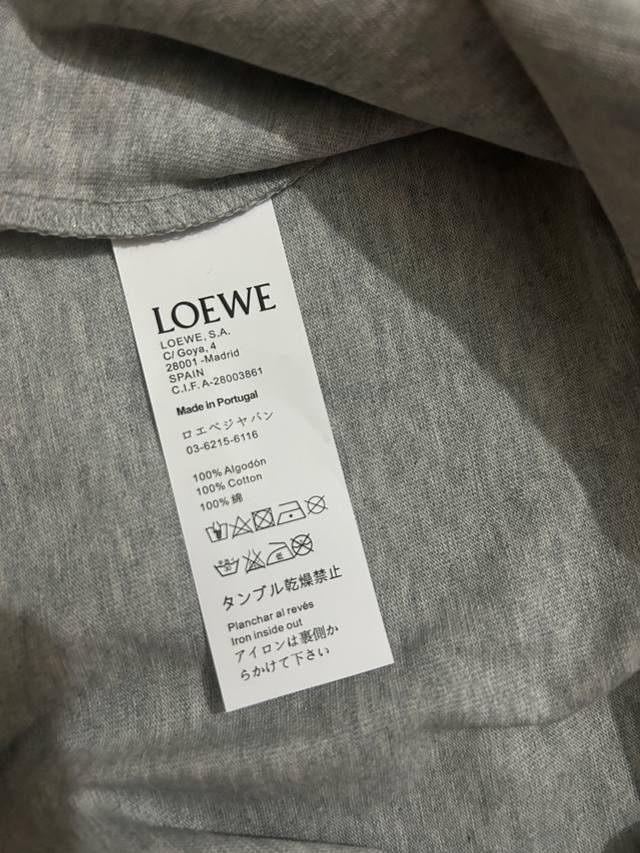 LOEWE
LOEWE, S.A.
C/ Goya, 4
28001 -Madrid
SPAIN
C.I.F. A-28003861
Made in Portugal
ロエベジャパン
03-6215-6116
100% Algodón
100% Cotton
100% 綿
タンブル乾燥禁止
Planchar al revés
Iron inside out
アイロンは裏側か
らかけて下さい